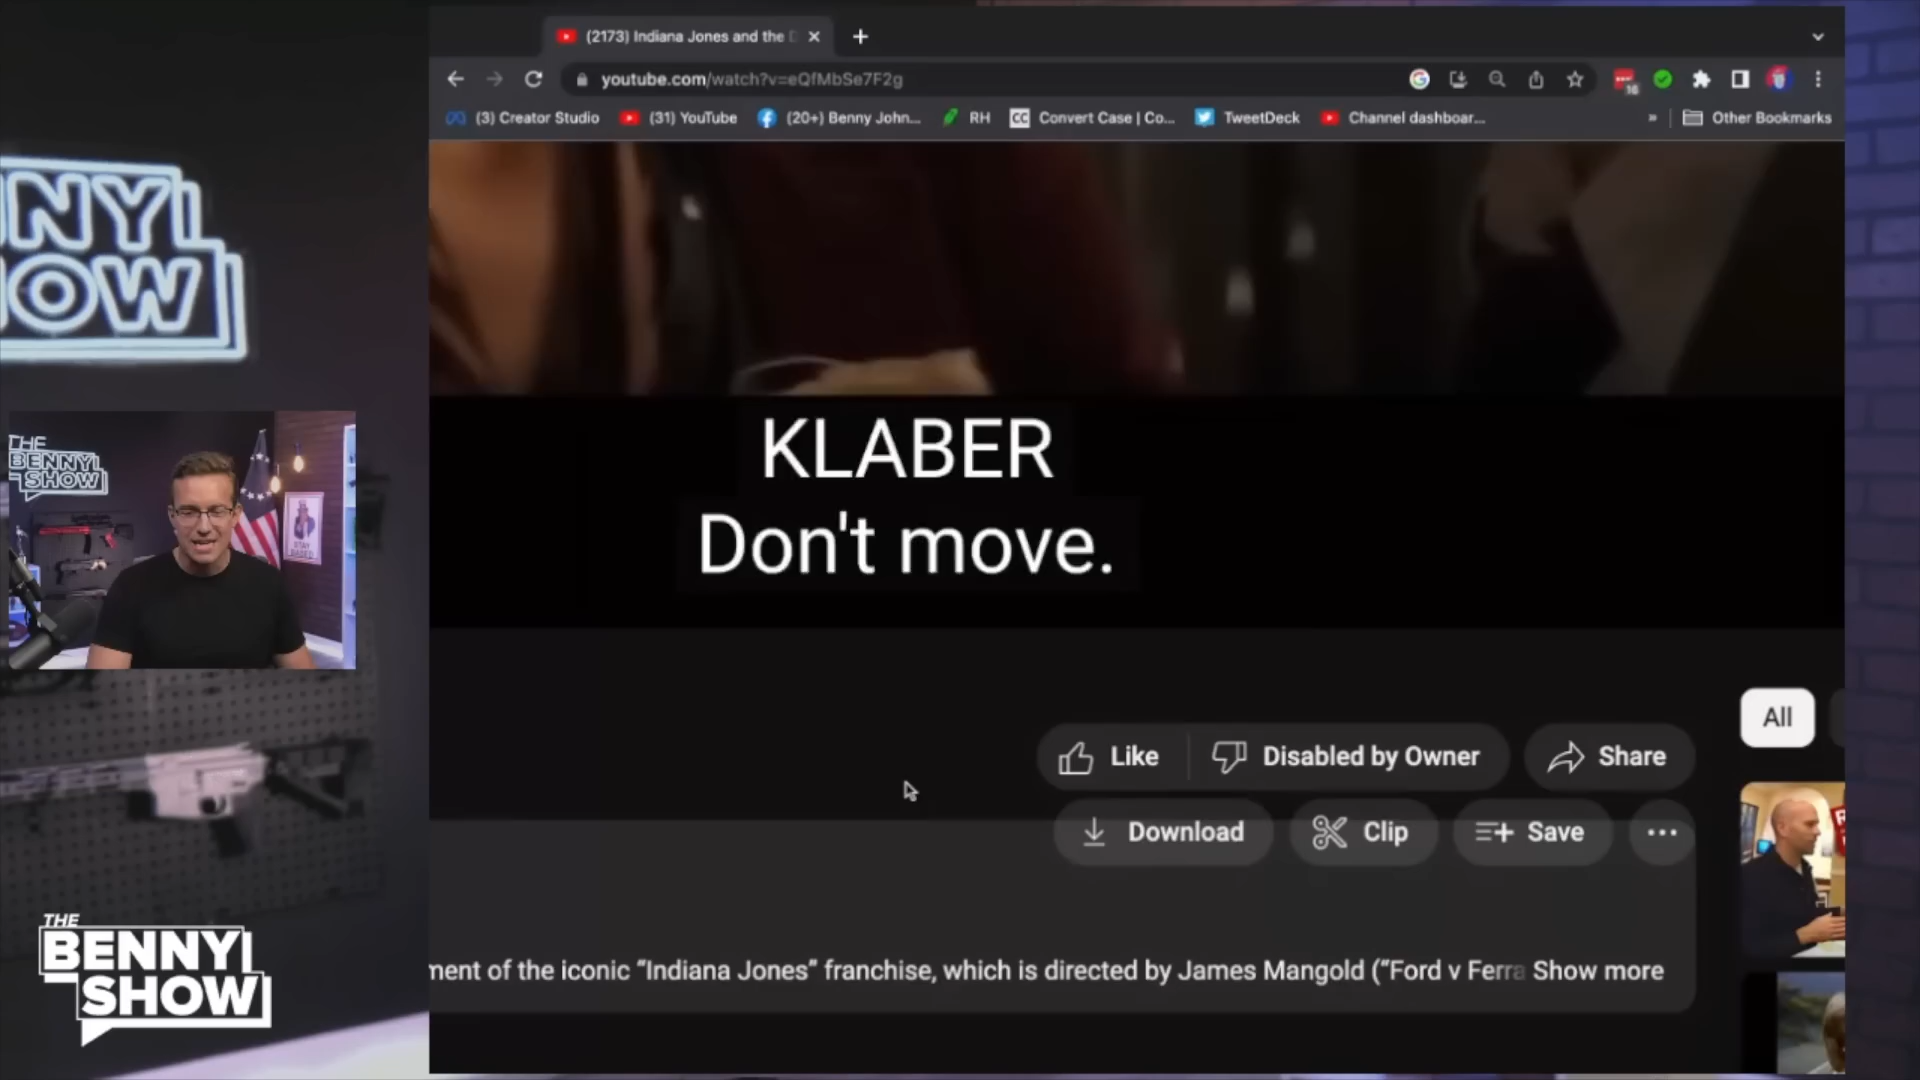 (2173) Indiana Jones and the
youtube.com/watch?v=eQfMbSe7F2g
16
(3) Creator Studio
(31) YouTube
(20+) Benny John...
RH
CC
Convert Case | Co...
TweetDeck
Channel dashboar...
»
Other Bookmarks
NNY
OW
THE
BENNY
SHOW
STAY
KLABER
Don't move.
All
Like
Disabled by Owner
Share
Download
Clip
Save
ment of the iconic “Indiana Jones” franchise, which is directed by James Mangold (“Ford v Ferra Show more
THE
BENNY
SHOW